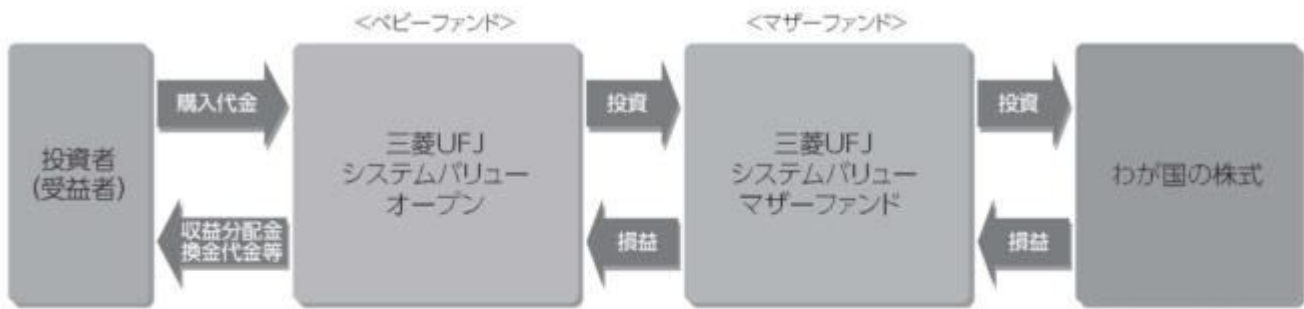 <ベビーファンド>
<マザーファンド>
購入代金
投資
投資
投資者
(受益者)
三菱UFJ
システムバリュー
オープン
三菱UFJ
システムバリュー
マザーファンド
わが国の株式
収益分配金
換金代金等
損益
損益